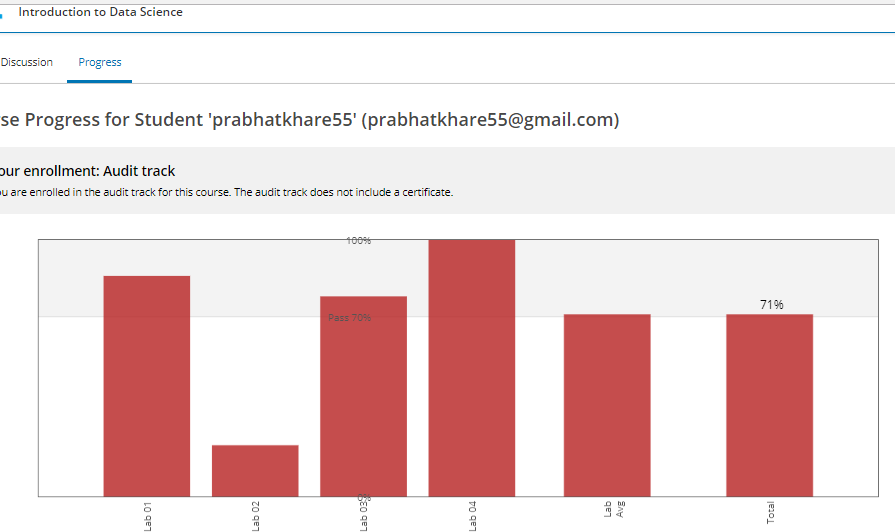 Introduction to Data Science
Discussion Progress
se Progress for Student 'prabhatkhare55' (prabhatkhare55@gmail.com)
our enrollment: Audit track
ou are enrolled in the audit track for this course. The audit track does not include a certificate.
100%
71%
Pass 70%
0%
Lab 01
Lab 02
Lab 03
Lab 04
Lab
Avg
Total